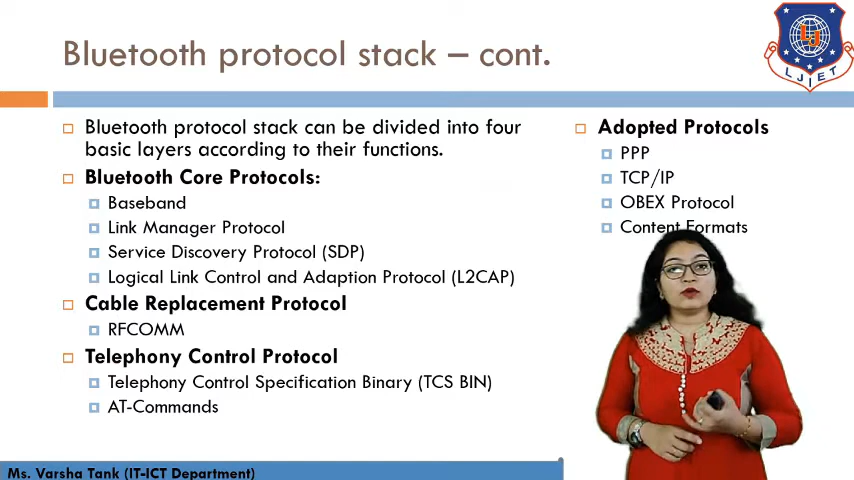 Bluetooth protocol stack – cont.
LJIET
Bluetooth protocol stack can be divided into four
basic layers according to their functions.
Bluetooth Core Protocols:
Baseband
Link Manager Protocol
Service Discovery Protocol (SDP)
Logical Link Control and Adaption Protocol (L2CAP)
Cable Replacement Protocol
RFCOMM
Telephony Control Protocol
Telephony Control Specification Binary (TCS BIN)
AT-Commands
Adopted Protocols
PPP
TCP/IP
OBEX Protocol
Content Formats
Ms. Varsha Tank (IT-ICT Department)